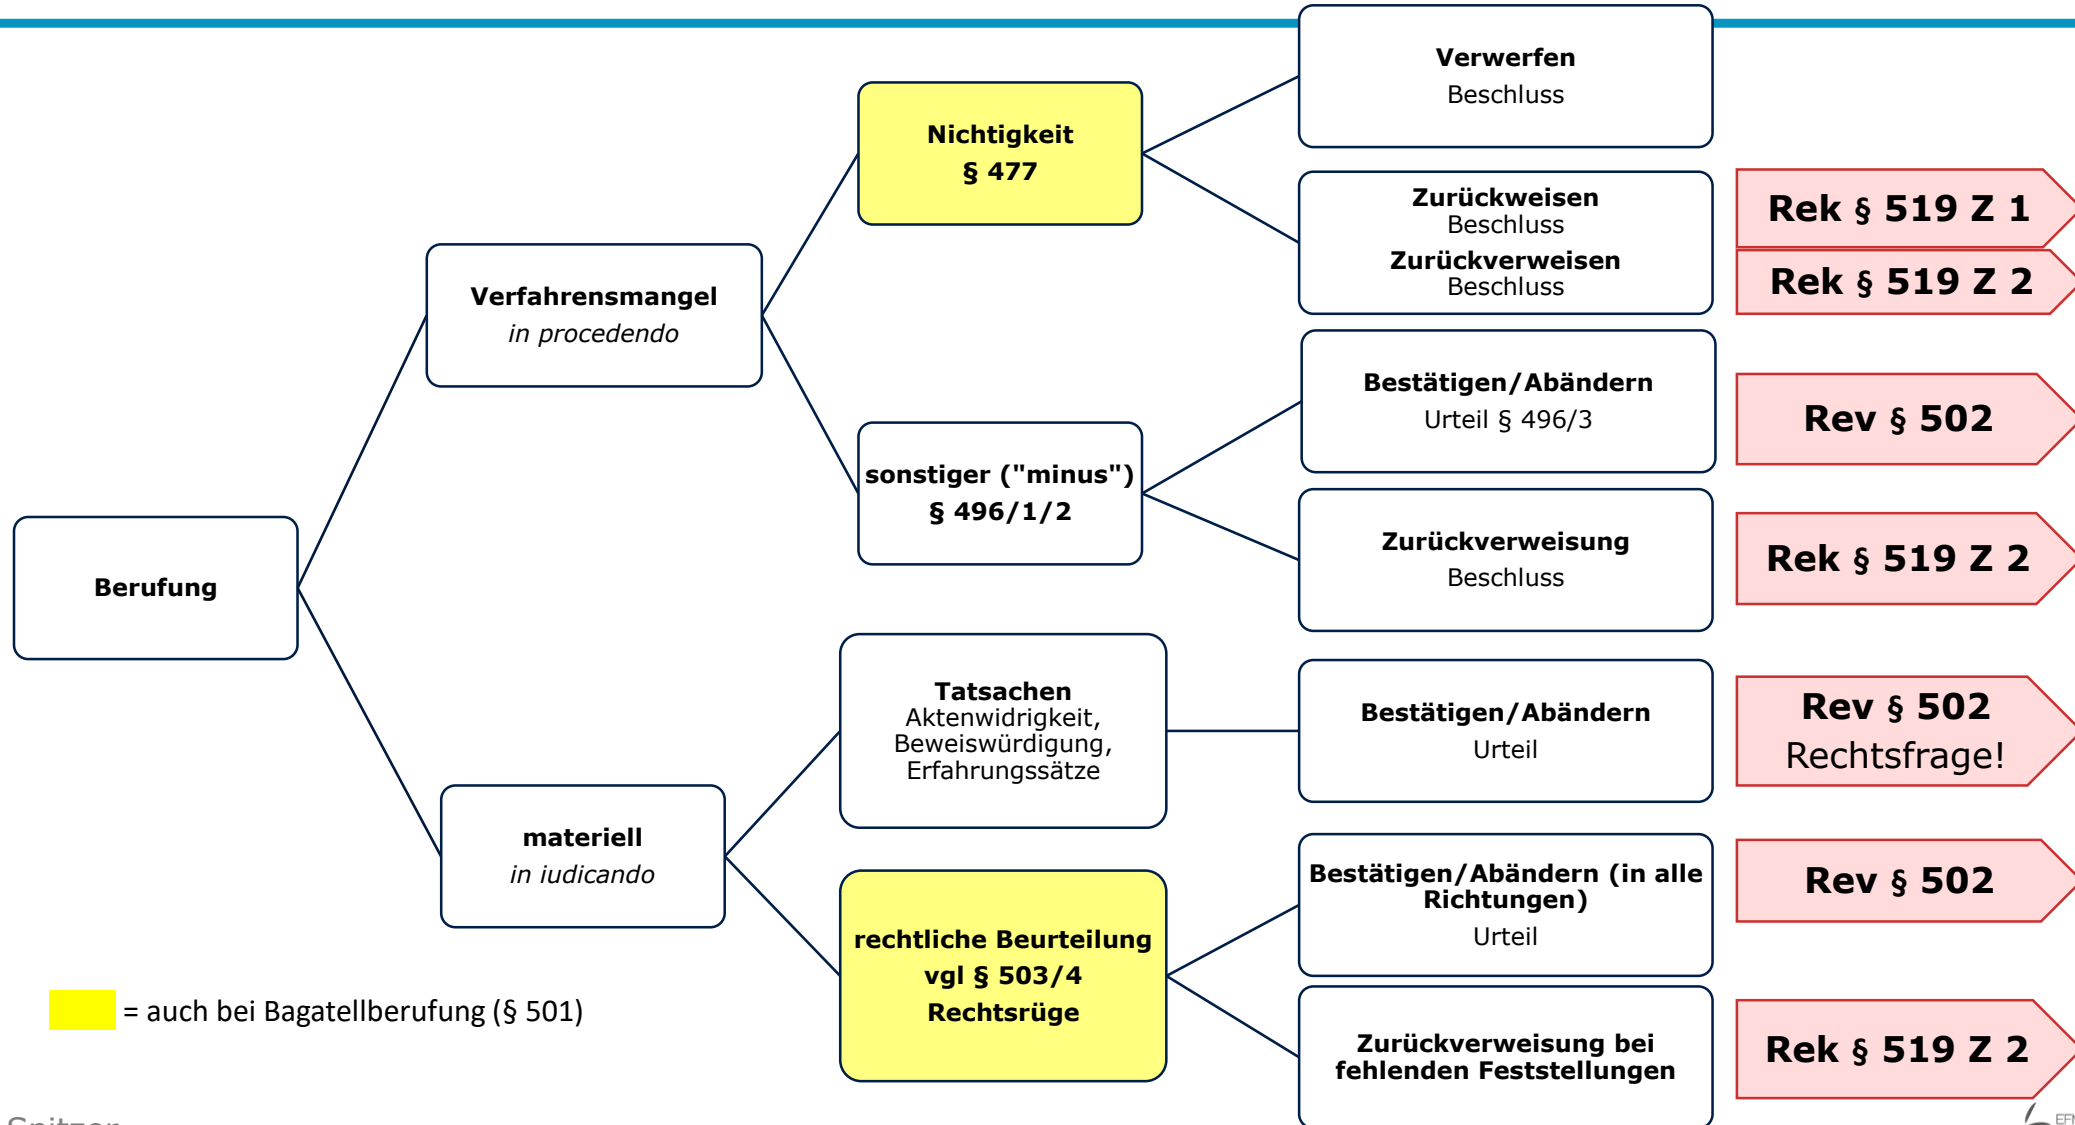 Verwerfen
Beschluss
Nichtigkeit
§ 477
Zurückweisen
Beschluss
Zurückverweisen
Beschluss
Rek § 519 Z 1
Rek § 519 Z 2
Verfahrensmangel
in procedendo
Bestätigen/Abändern
Urteil § 496/3
Rev § 502
sonstiger ("minus")
§ 496/1/2
Zurückverweisung
Beschluss
Rek § 519 Z 2
Berufung
Tatsachen
Aktenwidrigkeit,
Beweiswürdigung,
Erfahrungssätze
Bestätigen/Abändern
Urteil
Rev § 502
Rechtsfrage!
materiell
in iudicando
rechtliche Beurteilung
vgl § 503/4
Rechtsrüge
Bestätigen/Abändern (in alle
Richtungen)
Urteil
Rev § 502
Zurückverweisung bei
fehlenden Feststellungen
Rek § 519 Z 2
= auch bei Bagatellberufung (§ 501)
Spitzer